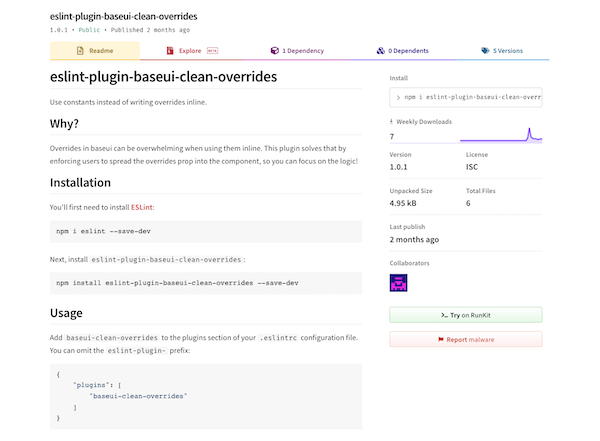 eslint-plugin-baseui-clean-overrides
1.0.1 • Public • Published 2 months ago
Readme
Explore BETA
1 Dependency
0 Dependents
5 Versions
eslint-plugin-baseui-clean-overrides
Use constants instead of writing overrides inline.
Why?
Overrides in baseui can be overwhelming when using them inline. This plugin solves that by
enforcing users to spread the overrides prop into the component, so you can focus on the logic!
Installation
You'll first need to install ESLint:
npm i eslint --save-dev
Next, install eslint-plugin-baseui-clean-overrides:
npm install eslint-plugin-baseui-clean-overrides --save-dev
Usage
Add baseui-clean-overrides to the plugins section of your .eslintrc configuration file.
You can omit the eslint-plugin- prefix:
{
"plugins": [
"baseui-clean-overrides"
]
}
Install
> npm i eslint-plugin-baseui-clean-overr
Weekly Downloads
7
Version
1.0.1
License
ISC
Unpacked Size
4.95 kB
Total Files
6
Last publish
2 months ago
Collaborators
Try on RunKit
Report malware